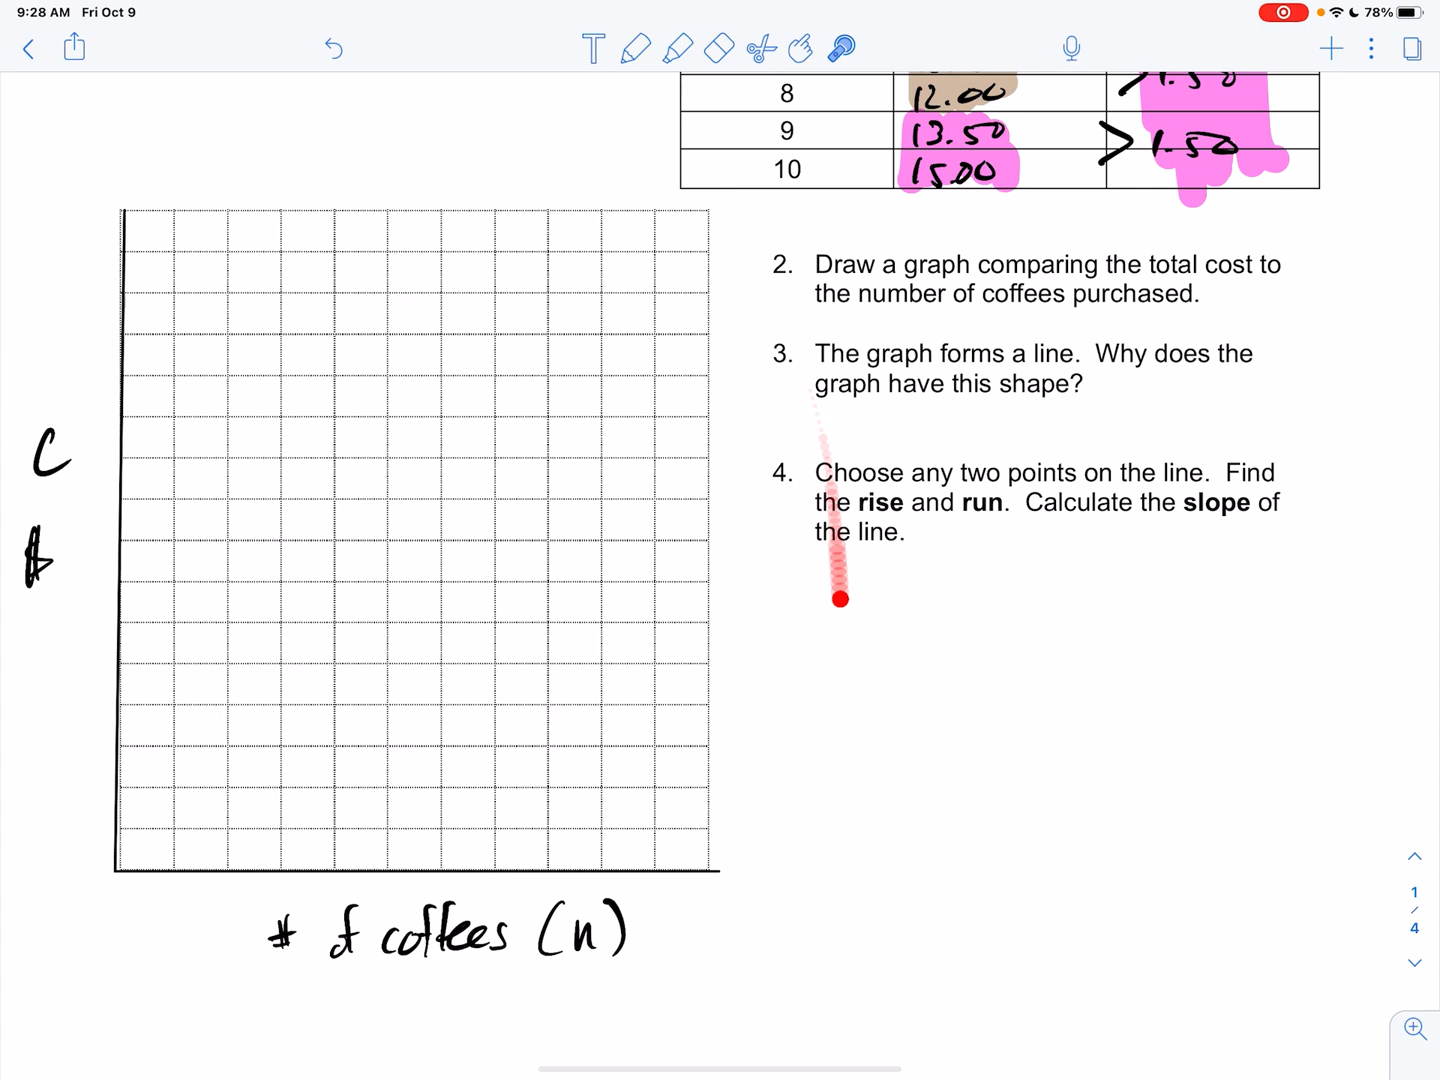 9:28 AM Fri Oct 9
78%
T
1.50
8 12.00
9 13.50
> 1.50
10 15.00
2. Draw a graph comparing the total cost to
the number of coffees purchased.
3. The graph forms a line. Why does the
graph have this shape?
4. Choose any two points on the line. Find
the rise and run. Calculate the slope of
the line.
C
$
# of coffees (n)
1
/
4